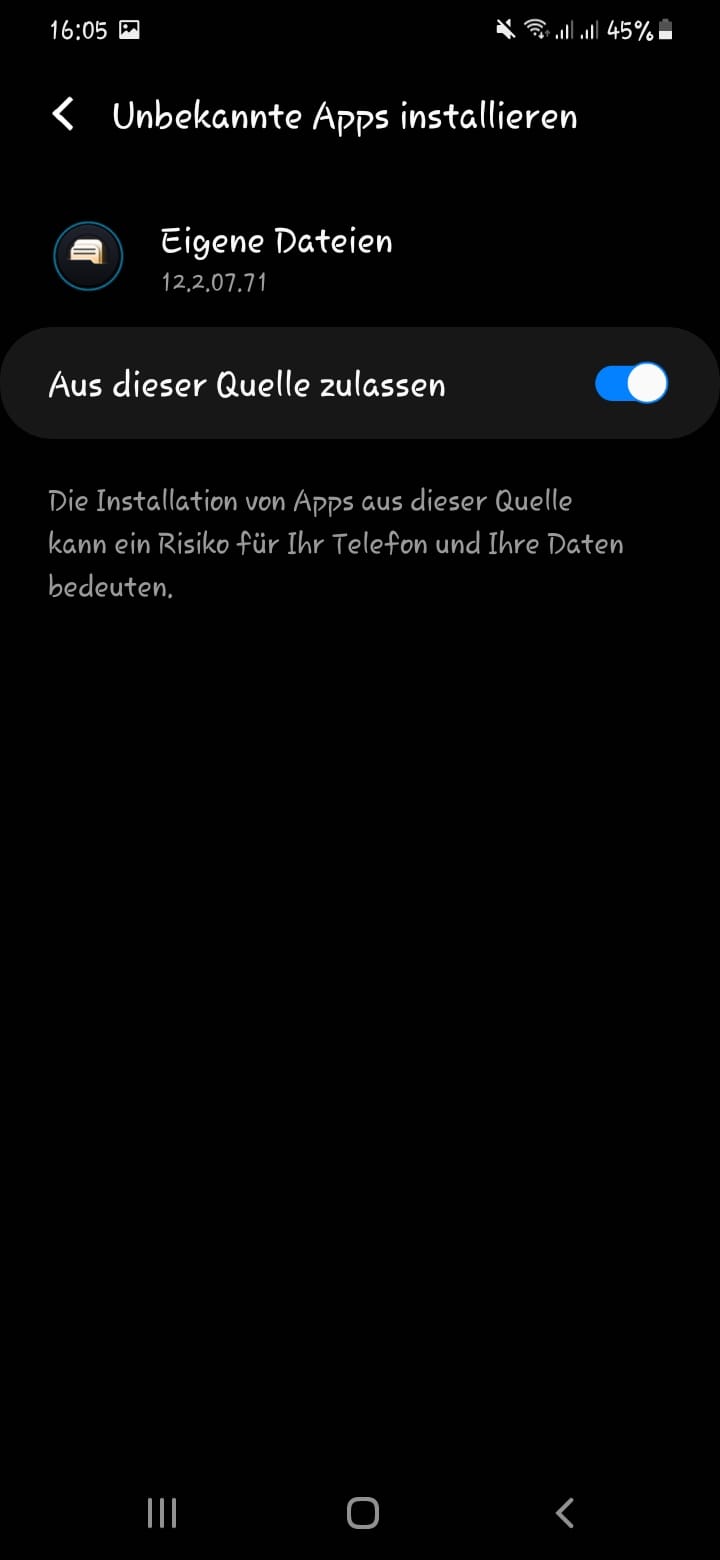 16:05 45%
Unbekannte Apps installieren
Eigene Dateien
12.2.07.71
Aus dieser Quelle zulassen
Die Installation von Apps aus dieser Quelle
kann ein Risiko für Ihr Telefon und Ihre Daten
bedeuten.